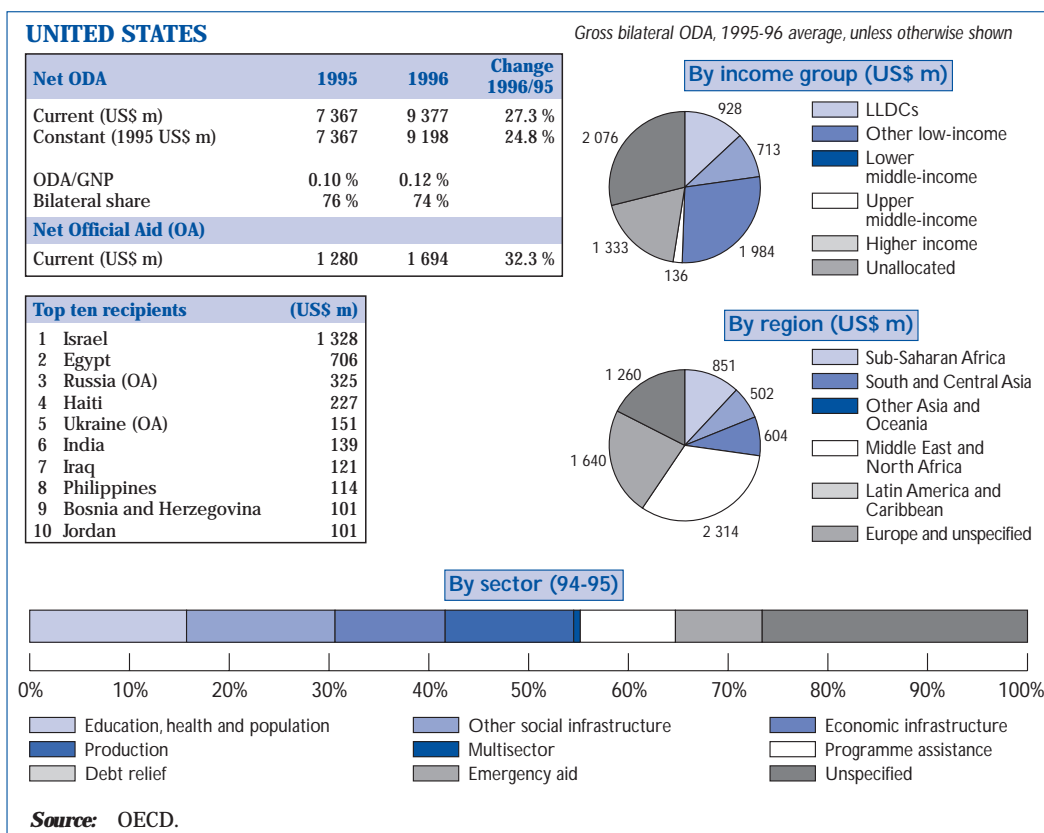 UNITED STATES
Gross bilateral ODA, 1995-96 average, unless otherwise shown
Net ODA 1995 1996 Change 1996/95
Current (US$ m) 7 367 9 377 27.3 %
Constant (1995 US$ m) 7 367 9 198 24.8 %
ODA/GNP 0.10 % 0.12 %
Bilateral share 76 % 74 %
Net Official Aid (OA)
Current (US$ m) 1 280 1 694 32.3 %
Top ten recipients (US$ m)
1 Israel 1 328
2 Egypt 706
3 Russia (OA) 325
4 Haiti 227
5 Ukraine (OA) 151
6 India 139
7 Iraq 121
8 Philippines 114
9 Bosnia and Herzegovina 101
10 Jordan 101
By income group (US$ m)
928
713
1 984
136
1 333
2 076
LLDCs
Other low-income
Lower
middle-income
Upper
middle-income
Higher income
Unallocated
By region (US$ m)
851
502
604
2 314
1 640
1 260
Sub-Saharan Africa
South and Central Asia
Other Asia and
Oceania
Middle East and
North Africa
Latin America and
Caribbean
Europe and unspecified
By sector (94-95)
0% 10% 20% 30% 40% 50% 60% 70% 80% 90% 100%
Education, health and population Other social infrastructure Economic infrastructure
Production Multisector Programme assistance
Debt relief Emergency aid Unspecified
Source: OECD.